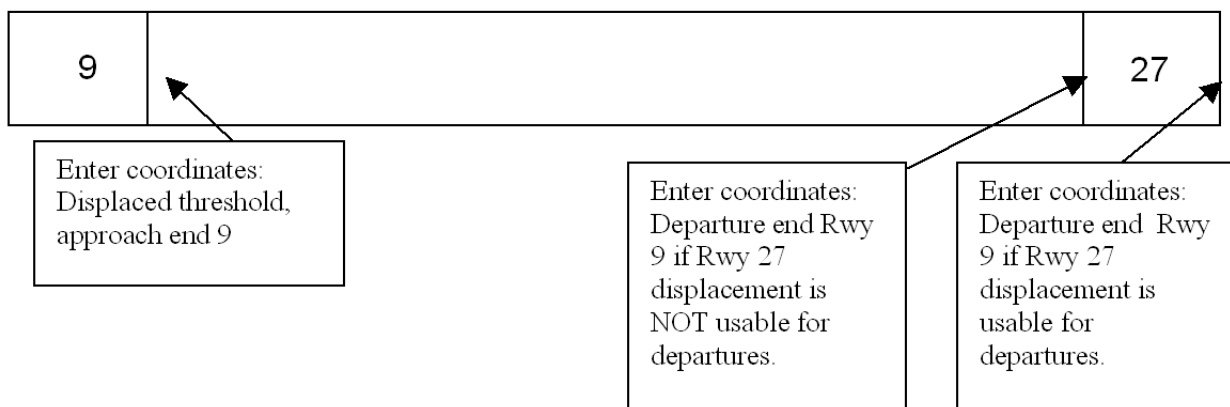 9
27
Enter coordinates:
Displaced threshold,
approach end 9
Enter coordinates:
Departure end Rwy
9 if Rwy 27
displacement is
NOT usable for
departures.
Enter coordinates:
Departure end  Rwy
9 if Rwy 27
displacement is
usable for
departures.